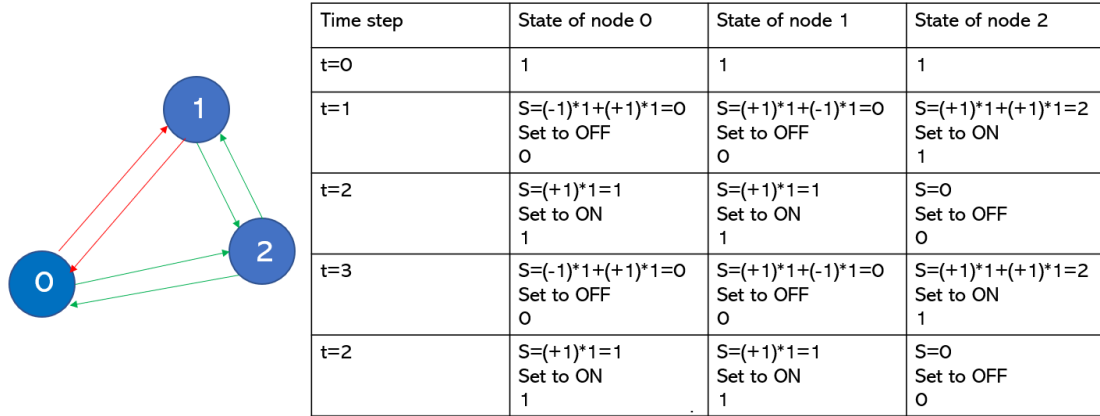 1
2
0
Time step State of node 0 State of node 1 State of node 2
t=0 1 1 1
t=1 S=(-1)*1+(+1)*1=0 S=(+1)*1+(-1)*1=0 S=(+1)*1+(+1)*1=2
Set to OFF Set to OFF Set to ON
0 0 1
t=2 S=(+1)*1=1 S=(+1)*1=1 S=0
Set to ON Set to ON Set to OFF
1 1 0
t=3 S=(-1)*1+(+1)*1=0 S=(+1)*1+(-1)*1=0 S=(+1)*1+(+1)*1=2
Set to OFF Set to OFF Set to ON
0 0 1
t=2 S=(+1)*1=1 S=(+1)*1=1 S=0
Set to ON Set to ON Set to OFF
1 1 0